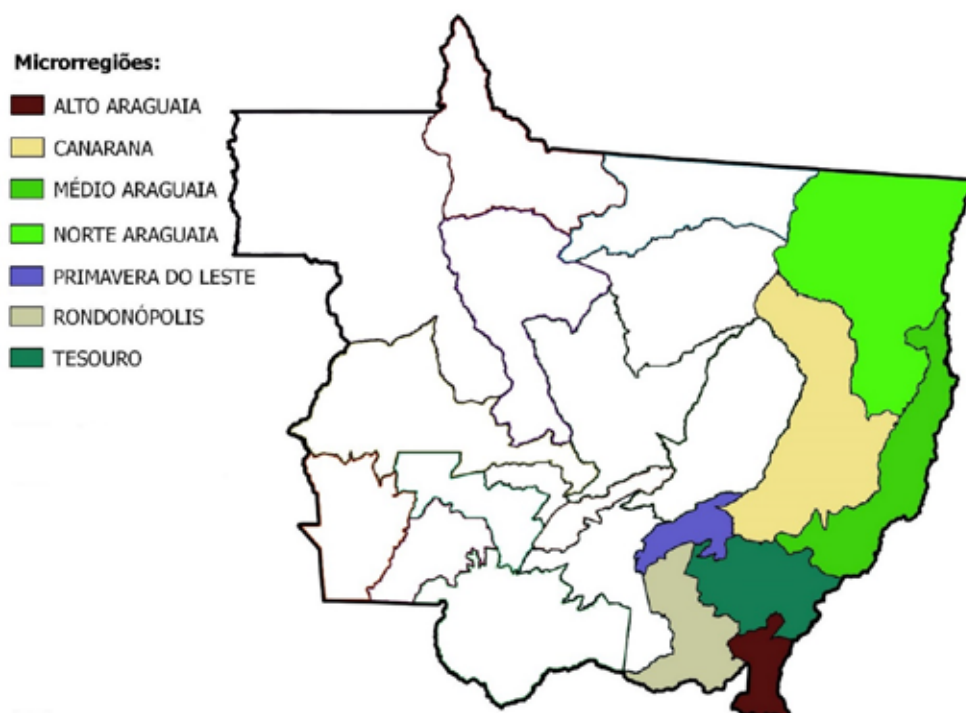 Microrregiões:
ALTO ARAGUAIA
CANARANA
MÉDIO ARAGUAIA
NORTE ARAGUAIA
PRIMAVERA DO LESTE
RONDONÓPOLIS
TESOURO